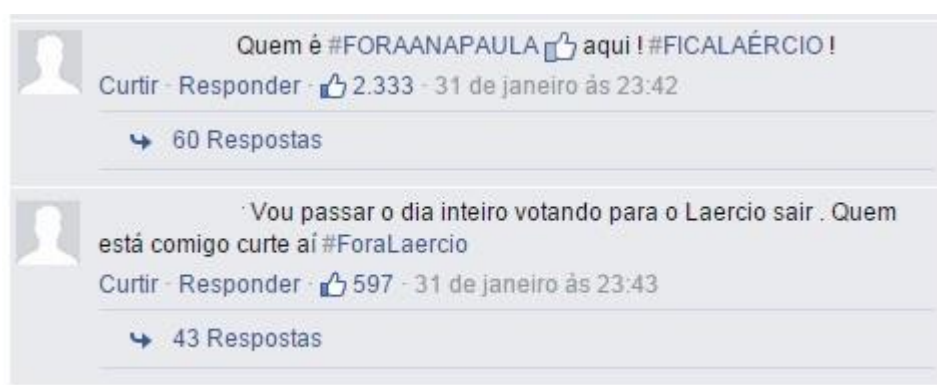 Quem é #FORAANAPAULA aqui ! #FICALAÉRCIO !
Curtir · Responder · 2.333 · 31 de janeiro às 23:42
60 Respostas
Vou passar o dia inteiro votando para o Laercio sair . Quem
está comigo curte aí #ForaLaercio
Curtir · Responder · 597 · 31 de janeiro às 23:43
43 Respostas